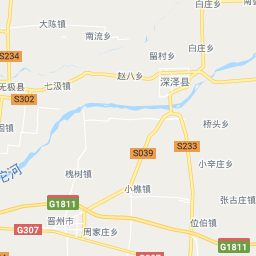 白庄乡
大陈镇
南流乡
白庄乡
留村乡
S234
赵八乡
深泽县
无极县
七汲镇
S302
桥头乡
S039
S233
小辛庄乡
槐树镇
小樵镇
张古庄镇
G1811
晋州市
位伯镇
G307
周家庄乡
G1811